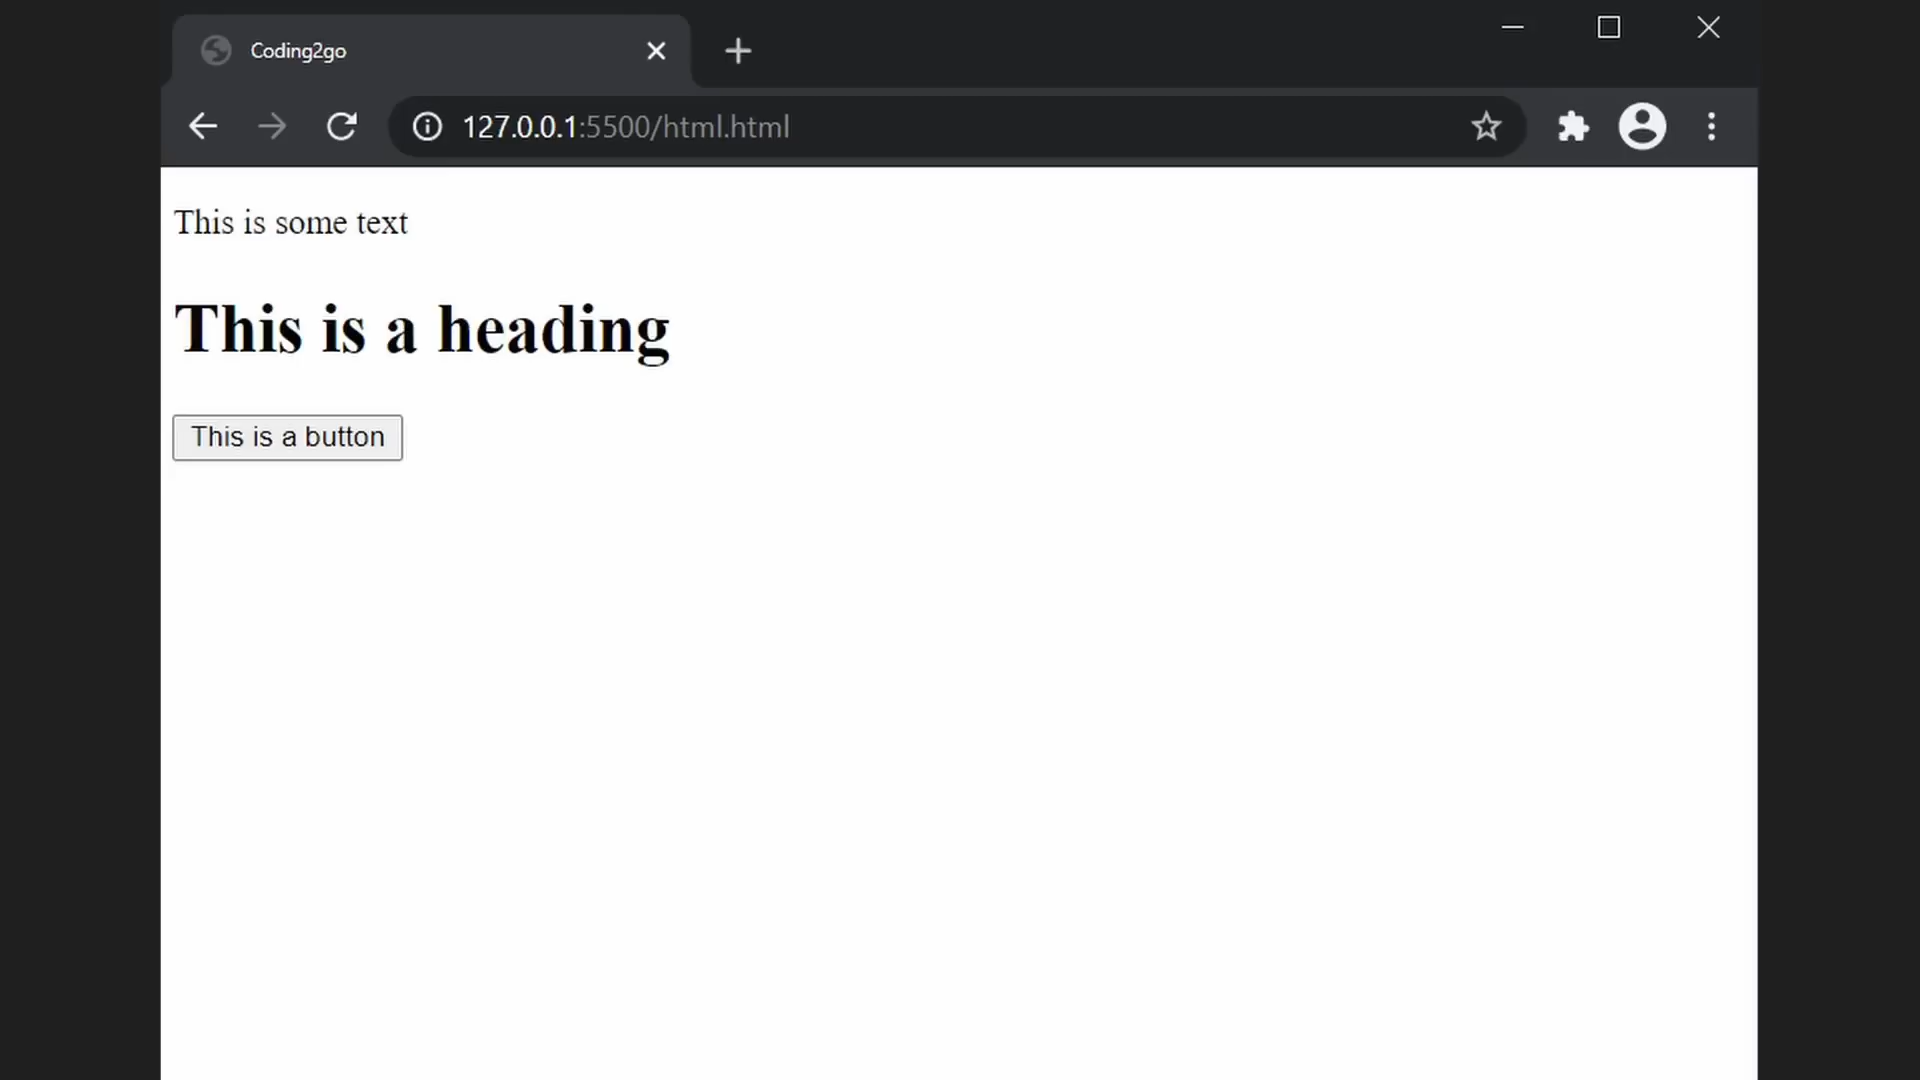 Coding2go
127.0.0.1:5500/html.html
This is some text
This is a heading
This is a button